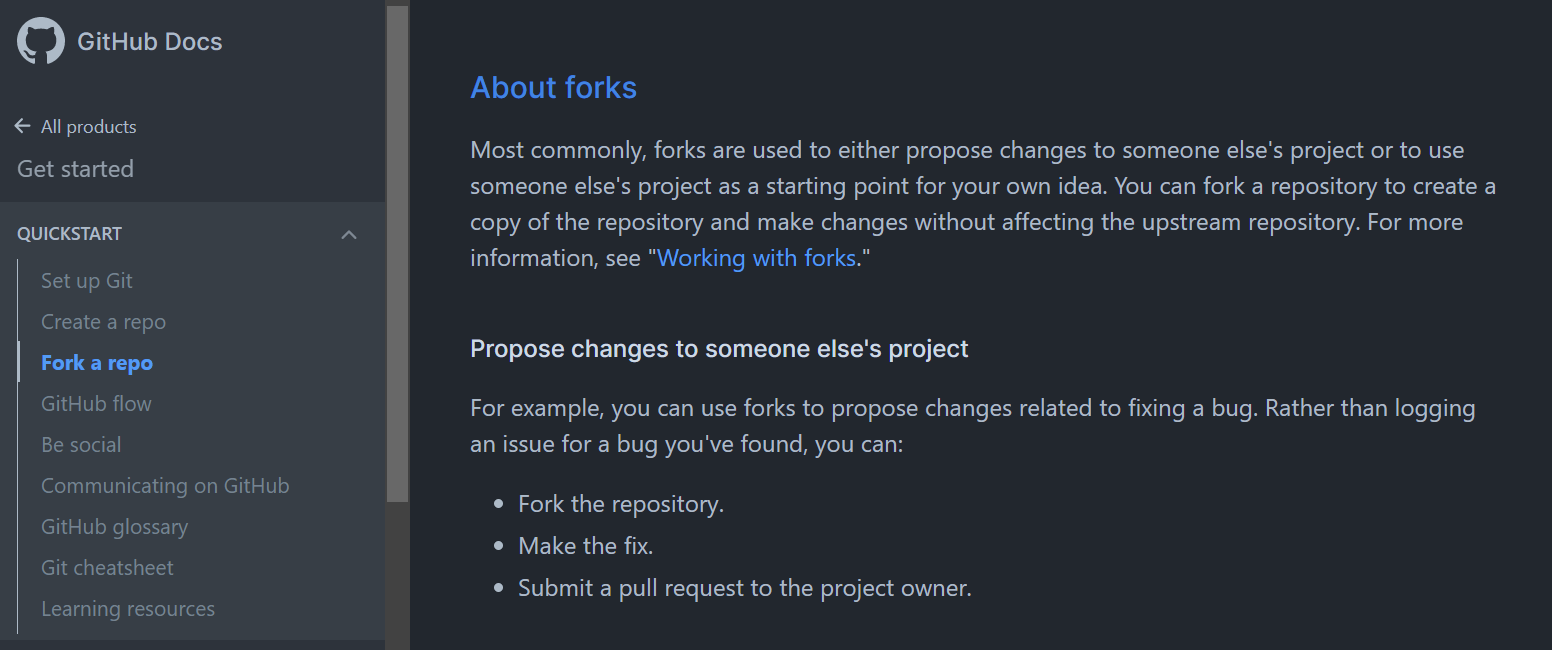 GitHub Docs
All products
Get started
QUICKSTART
Set up Git
Create a repo
Fork a repo
GitHub flow
Be social
Communicating on GitHub
GitHub glossary
Git cheatsheet
Learning resources
About forks
Most commonly, forks are used to either propose changes to someone else's project or to use
someone else's project as a starting point for your own idea. You can fork a repository to create a
copy of the repository and make changes without affecting the upstream repository. For more
information, see "Working with forks."
Propose changes to someone else's project
For example, you can use forks to propose changes related to fixing a bug. Rather than logging
an issue for a bug you've found, you can:
• Fork the repository.
• Make the fix.
• Submit a pull request to the project owner.